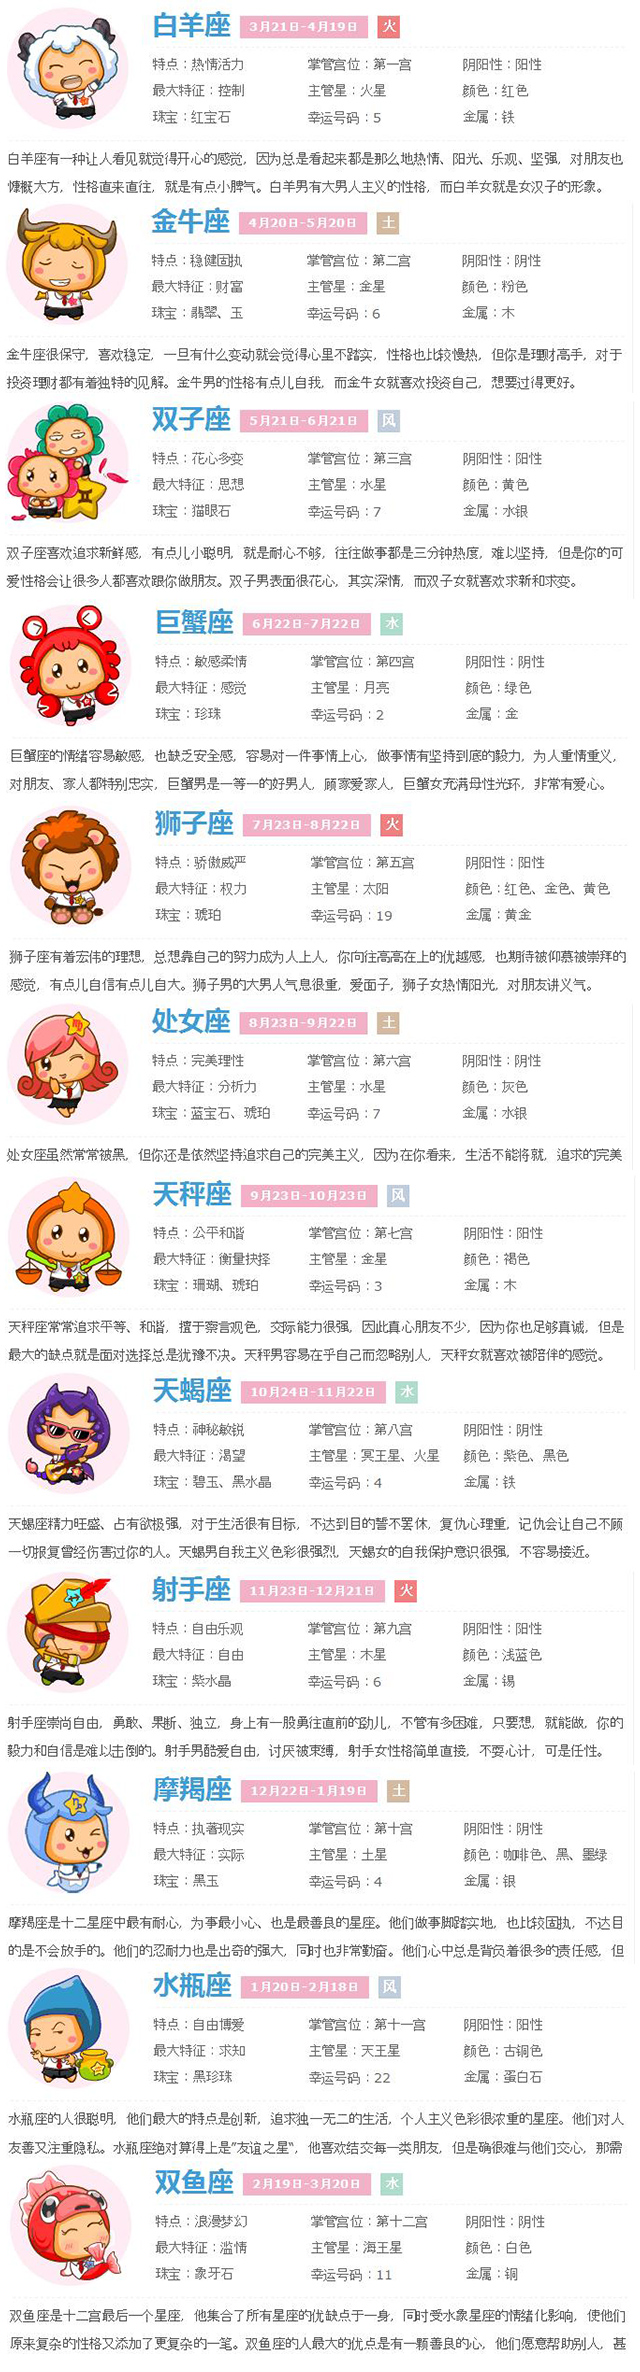 白羊座 3月21日-4月19日 火
特点：热情活力 掌管宫位：第一宫 阴阳性：阳性
最大特征：控制 主管星：火星 颜色：红色
珠宝：红宝石 幸运号码：5 金属：铁
白羊座有一种让人看见就觉得开心的感觉，因为总是看起来都是那么地热情、阳光、乐观、坚强，对朋友也
慷慨大方，性格直来直往，就是有点小脾气。白羊男有大男人主义的性格，而白羊女就是女汉子的形象。
金牛座 4月20日-5月20日 土
特点：稳健固执 掌管宫位：第二宫 阴阳性：阴性
最大特征：财富 主管星：金星 颜色：粉色
珠宝：翡翠、玉 幸运号码：6 金属：木
金牛座很保守，喜欢稳定，一旦有什么变动就会觉得心里不踏实，性格也比较慢热，但你是理财高手，对于
投资理财都有着独特的见解。金牛男的性格有点儿自我，而金牛女就喜欢投资自己，想要过得更好。
双子座 5月21日-6月21日 风
特点：花心多变 掌管宫位：第三宫 阴阳性：阳性
最大特征：思想 主管星：水星 颜色：黄色
珠宝：猫眼石 幸运号码：7 金属：水银
双子座喜欢追求新鲜感，有点儿小聪明，就是耐心不够，往往做事都是三分钟热度，难以坚持，但是你的可
爱性格会让很多人都喜欢跟你做朋友。双子男表面很花心，其实深情，而双子女就喜欢求新和求变。
巨蟹座 6月22日-7月22日 水
特点：敏感柔情 掌管宫位：第四宫 阴阳性：阴性
最大特征：感觉 主管星：月亮 颜色：绿色
珠宝：珍珠 幸运号码：2 金属：金
巨蟹座的情绪容易敏感，也缺乏安全感，容易对一件事情上心，做事情有坚持到底的毅力，为人重情重义，
对朋友、家人都特别忠实，巨蟹男是一等一的好男人，顾家爱家人，巨蟹女充满母性光环，非常有爱心。
狮子座 7月23日-8月22日 火
特点：骄傲威严 掌管宫位：第五宫 阴阳性：阳性
最大特征：权力 主管星：太阳 颜色：红色、金色、黄色
珠宝：琥珀 幸运号码：19 金属：黄金
狮子座有着宏伟的理想，总想靠自己的努力成为人上人，你向往高高在上的优越感，也期待被仰慕被崇拜的
感觉，有点儿自信有点儿自大。狮子男的大男人气息很重，爱面子，狮子女热情阳光，对朋友讲义气。
处女座 8月23日-9月22日 土
特点：完美理性 掌管宫位：第六宫 阴阳性：阴性
最大特征：分析力 主管星：水星 颜色：灰色
珠宝：蓝宝石、琥珀 幸运号码：7 金属：水银
处女座虽然常常被黑，但你还是依然坚持追求自己的完美主义，因为在你看来，生活不能将就，追求的完美
天秤座 9月23日-10月23日 风
特点：公平和谐 掌管宫位：第七宫 阴阳性：阳性
最大特征：衡量抉择 主管星：金星 颜色：褐色
珠宝：珊瑚、琥珀 幸运号码：3 金属：木
天秤座常常追求平等、和谐，擅于察言观色，交际能力很强，因此真心朋友不少，因为你也足够真诚，但是
最大的缺点就是面对选择总是犹豫不决。天秤男容易在乎自己而忽略别人，天秤女就喜欢被陪伴的感觉。
天蝎座 10月24日-11月22日 水
特点：神秘敏锐 掌管宫位：第八宫 阴阳性：阴性
最大特征：渴望 主管星：冥王星、火星 颜色：紫色、黑色
珠宝：碧玉、黑水晶 幸运号码：4 金属：铁
天蝎座精力旺盛、占有欲极强，对于生活很有目标，不达到目的誓不罢休，复仇心理重，记仇会让自己不顾
一切报复曾经伤害过你的人。天蝎男自我主义色彩很强烈，天蝎女的自我保护意识很强，不容易接近。
射手座 11月23日-12月21日 火
特点：自由乐观 掌管宫位：第九宫 阴阳性：阳性
最大特征：自由 主管星：木星 颜色：浅蓝色
珠宝：紫水晶 幸运号码：6 金属：锡
射手座崇尚自由，勇敢、果断、独立，身上有一股勇往直前的劲儿，不管有多困难，只要想，就能做，你的
毅力和自信是难以击倒的。射手男酷爱自由，讨厌被束缚，射手女性格简单直接，不耍心计，可是任性。
摩羯座 12月22日-1月19日 土
特点：执著现实 掌管宫位：第十宫 阴阳性：阴性
最大特征：实际 主管星：土星 颜色：咖啡色、黑、墨绿
珠宝：黑玉 幸运号码：4 金属：银
摩羯座是十二星座中最有耐心，为事最小心、也是最善良的星座。他们做事脚踏实地，也比较固执，不达目
的是不会放手的。他们的忍耐力也是出奇的强大，同时也非常勤奋。他们心中总是背负着很多的责任感，但
水瓶座 1月20日-2月18日 风
特点：自由博爱 掌管宫位：第十一宫 阴阳性：阳性
最大特征：求知 主管星：天王星 颜色：古铜色
珠宝：黑珍珠 幸运号码：22 金属：蛋白石
水瓶座的人很聪明，他们最大的特点是创新，追求独一无二的生活，个人主义色彩很浓重的星座。他们对人
友善又注重隐私。水瓶座绝对算得上是"友谊之星"，他喜欢结交每一类朋友，但是确很难与他们交心，那需
双鱼座 2月19日-3月20日 水
特点：浪漫梦幻 掌管宫位：第十二宫 阴阳性：阴性
最大特征：滥情 主管星：海王星 颜色：白色
珠宝：象牙石 幸运号码：11 金属：铜
双鱼座是十二宫最后一个星座，他集合了所有星座的优缺点于一身，同时受水象星座的情绪化影响，使他们
原来复杂的性格又添加了更复杂的一笔。双鱼座的人最大的优点是有一颗善良的心，他们愿意帮助别人，甚